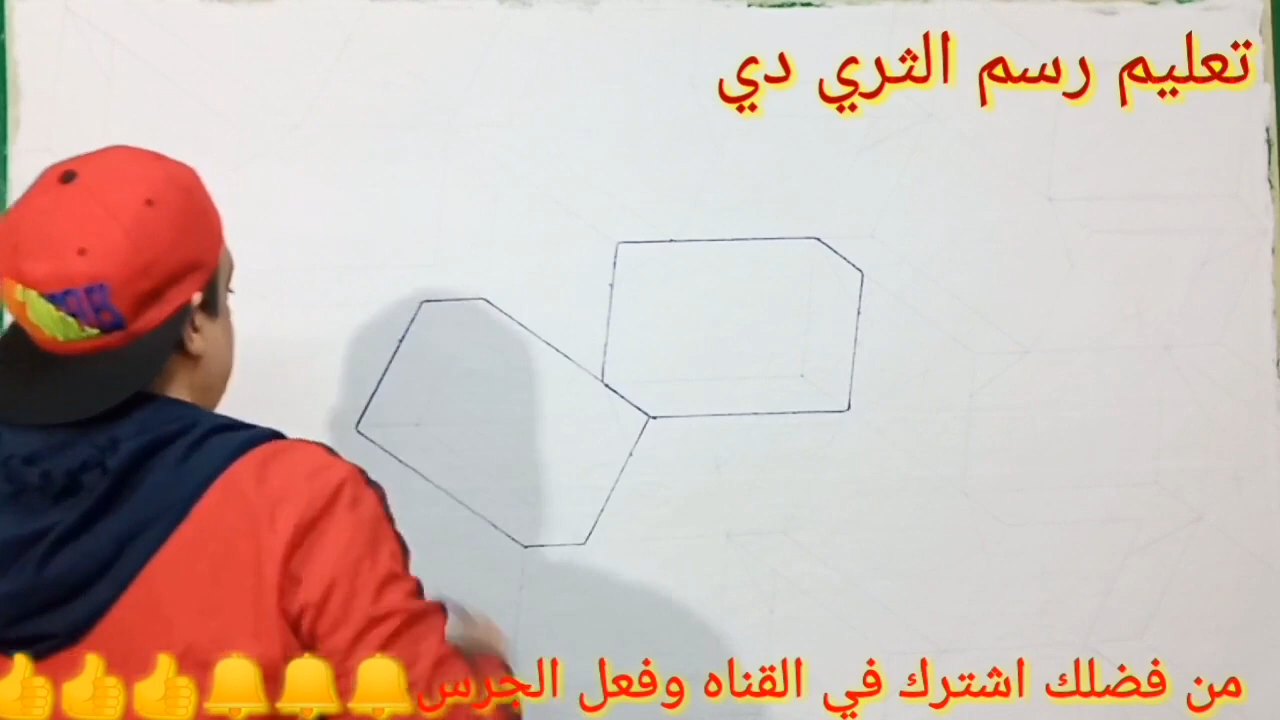 تعليم رسم الثري دي
من فضلك اشترك في القناه وفعل الجرس🔔🔔🔔👍👍👍